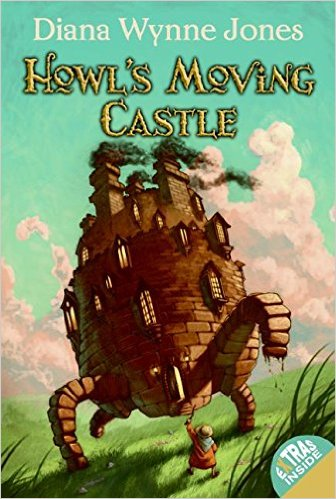 Diana Wynne Jones
HOWL'S MOVING
CASTLE
EXTRAS
INSIDE